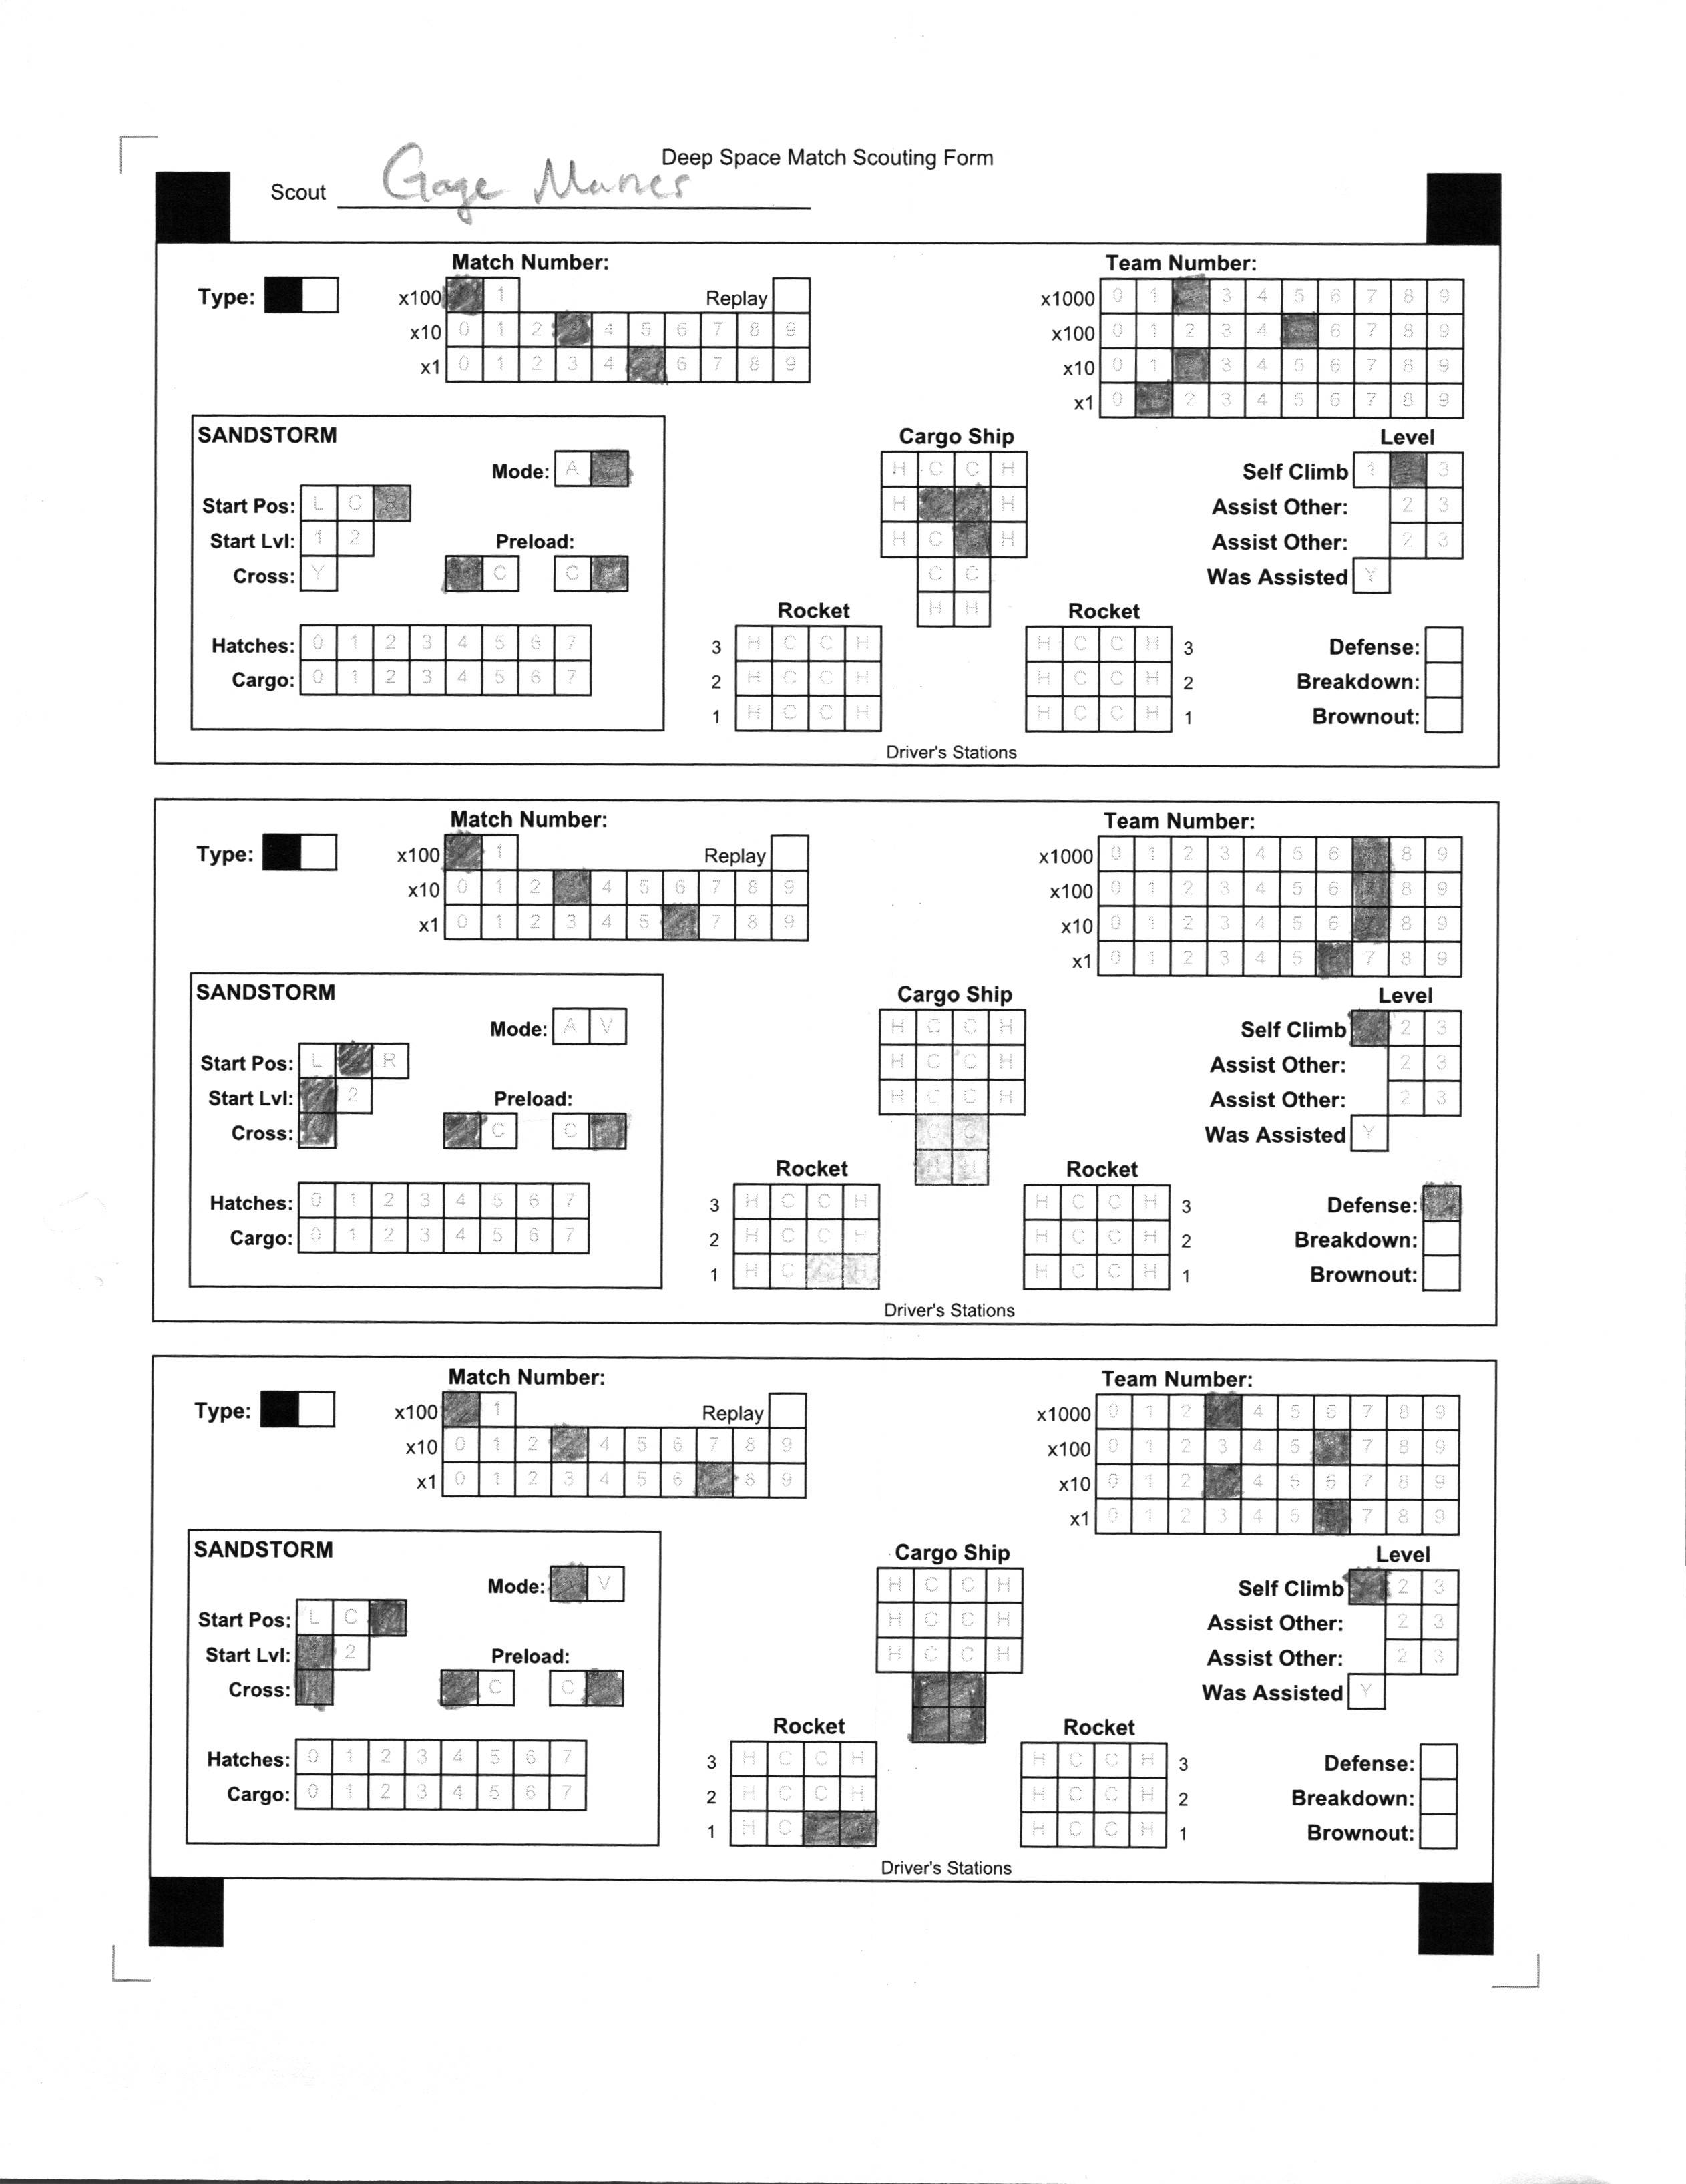 Deep Space Match Scouting Form
Scout Gage
Match Number: Team Number:
Type: x100 1 Replay x1000 0 1 3 4 5 6 7 8 9
x10 0 1 2 4 5 6 7 8 9 x100 0 1 2 3 4 6 7 8 9
x1 0 1 2 3 4 6 7 8 9 x10 0 1 3 4 5 6 7 8 9
x1 0 2 3 4 5 6 7 8 9
SANDSTORM Cargo Ship Level
Mode: A H C C H Self Climb 1 3
Start Pos: L C H H Assist Other: 2 3
Start Lvl: 1 2 Preload: H C H Assist Other: 2 3
Cross: Y C C C C Was Assisted Y
H H
Rocket Rocket
Hatches: 0 1 2 3 4 5 6 7 3 H C C H H C C H 3 Defense:
Cargo: 0 1 2 3 4 5 6 7 2 H C C H H C C H 2 Breakdown:
1 H C C H H C C H 1 Brownout:
Driver's Stations
Match Number: Team Number:
Type: x100 1 Replay x1000 0 1 2 3 4 5 6 8 9
x10 0 1 2 4 5 6 7 8 9 x100 0 1 2 3 4 5 6 8 9
x1 0 1 2 3 4 5 7 8 9 x10 0 1 2 3 4 5 6 8 9
x1 0 1 2 3 4 5 7 8 9
SANDSTORM Cargo Ship Level
Mode: A V H C C H Self Climb 2 3
Start Pos: L R H C C H Assist Other: 2 3
Start Lvl: 2 Preload: H C C H Assist Other: 2 3
Cross: C C C C Was Assisted Y
H H
Rocket Rocket
Hatches: 0 1 2 3 4 5 6 7 3 H C C H H C C H 3 Defense:
Cargo: 0 1 2 3 4 5 6 7 2 H C C H H C C H 2 Breakdown:
1 H C C H H C C H 1 Brownout:
Driver's Stations
Match Number: Team Number:
Type: x100 1 Replay x1000 0 1 2 4 5 6 7 8 9
x10 0 1 2 4 5 6 7 8 9 x100 0 1 2 3 4 5 7 8 9
x1 0 1 2 3 4 5 6 8 9 x10 0 1 2 4 5 6 7 8 9
x1 0 1 2 3 4 5 7 8 9
SANDSTORM Cargo Ship Level
Mode: V H C C H Self Climb 2 3
Start Pos: L C H C C H Assist Other: 2 3
Start Lvl: 2 Preload: H C C H Assist Other: 2 3
Cross: C C Was Assisted Y
Rocket Rocket
Hatches: 0 1 2 3 4 5 6 7 3 H C C H H C C H 3 Defense:
Cargo: 0 1 2 3 4 5 6 7 2 H C C H H C C H 2 Breakdown:
1 H C H C C H 1 Brownout:
Driver's Stations